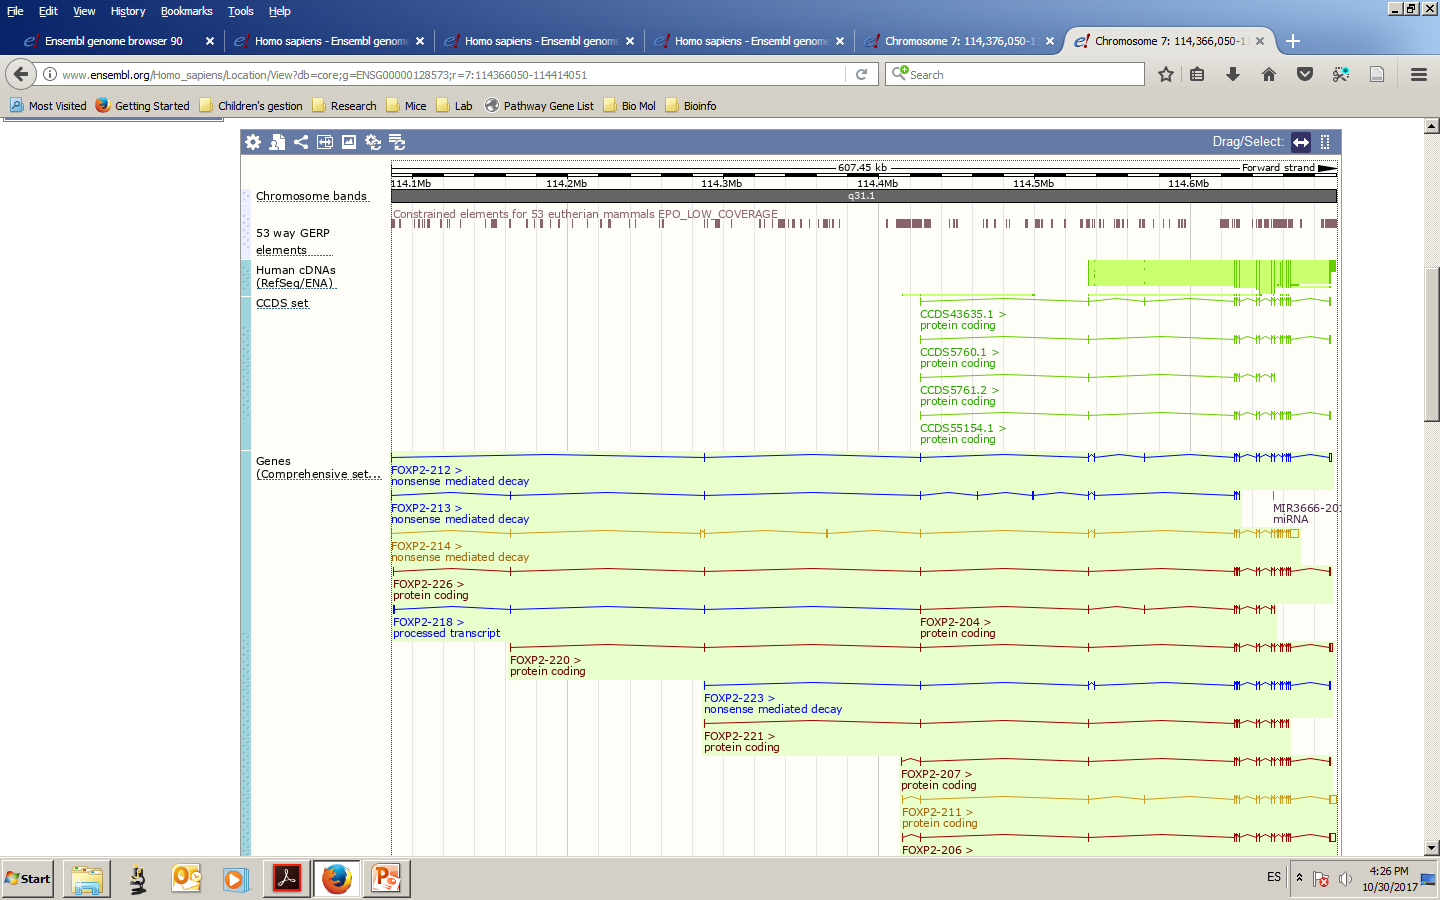 File Edit View History Bookmarks Tools Help
Ensembl genome browser 90
Homo sapiens - Ensembl genome
Homo sapiens - Ensembl genome
Homo sapiens - Ensembl genome
Chromosome 7: 114,376,050-11
Chromosome 7: 114,366,050-11
www.ensembl.org/Homo_sapiens/Location/View?db=core;g=ENSG00000128573;r=7:114366050-114414051
Search
Most Visited Getting Started Children's gestion Research Mice Lab Pathway Gene List Bio Mol Bioinfo
Drag/Select:
607.45 kb Forward strand
114.1Mb 114.2Mb 114.3Mb 114.4Mb 114.5Mb 114.6Mb
Chromosome bands
q31.1
Constrained elements for 53 eutherian mammals EPO_LOW_COVERAGE
53 way GERP
elements
Human cDNAs
(RefSeq/ENA)
CCDS set
CCDS43635.1 >
protein coding
CCDS5760.1 >
protein coding
CCDS5761.2 >
protein coding
CCDS55154.1 >
protein coding
Genes
(Comprehensive set...
FOXP2-212 >
nonsense mediated decay
FOXP2-213 >
nonsense mediated decay
MIR3666-201
miRNA
FOXP2-214 >
nonsense mediated decay
FOXP2-226 >
protein coding
FOXP2-218 >
processed transcript
FOXP2-204 >
protein coding
FOXP2-220 >
protein coding
FOXP2-223 >
nonsense mediated decay
FOXP2-221 >
protein coding
FOXP2-207 >
protein coding
FOXP2-211 >
protein coding
FOXP2-206 >
Start
ES
4:26 PM
10/30/2017